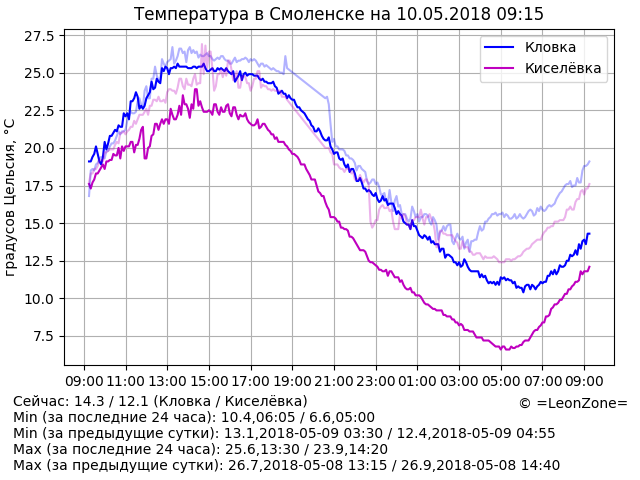 Температура в Смоленске на 10.05.2018 09:15
27.5
25.0
22.5
20.0
17.5
15.0
12.5
10.0
7.5
градусов Цельсия, °C
Кловка
Киселёвка
09:00 11:00 13:00 15:00 17:00 19:00 21:00 23:00 01:00 03:00 05:00 07:00 09:00
Сейчас: 14.3 / 12.1 (Кловка / Киселёвка)
© =LeonZone=
Min (за последние 24 часа): 10.4,06:05 / 6.6,05:00
Min (за предыдущие сутки): 13.1,2018-05-09 03:30 / 12.4,2018-05-09 04:55
Max (за последние 24 часа): 25.6,13:30 / 23.9,14:20
Max (за предыдущие сутки): 26.7,2018-05-08 13:15 / 26.9,2018-05-08 14:40